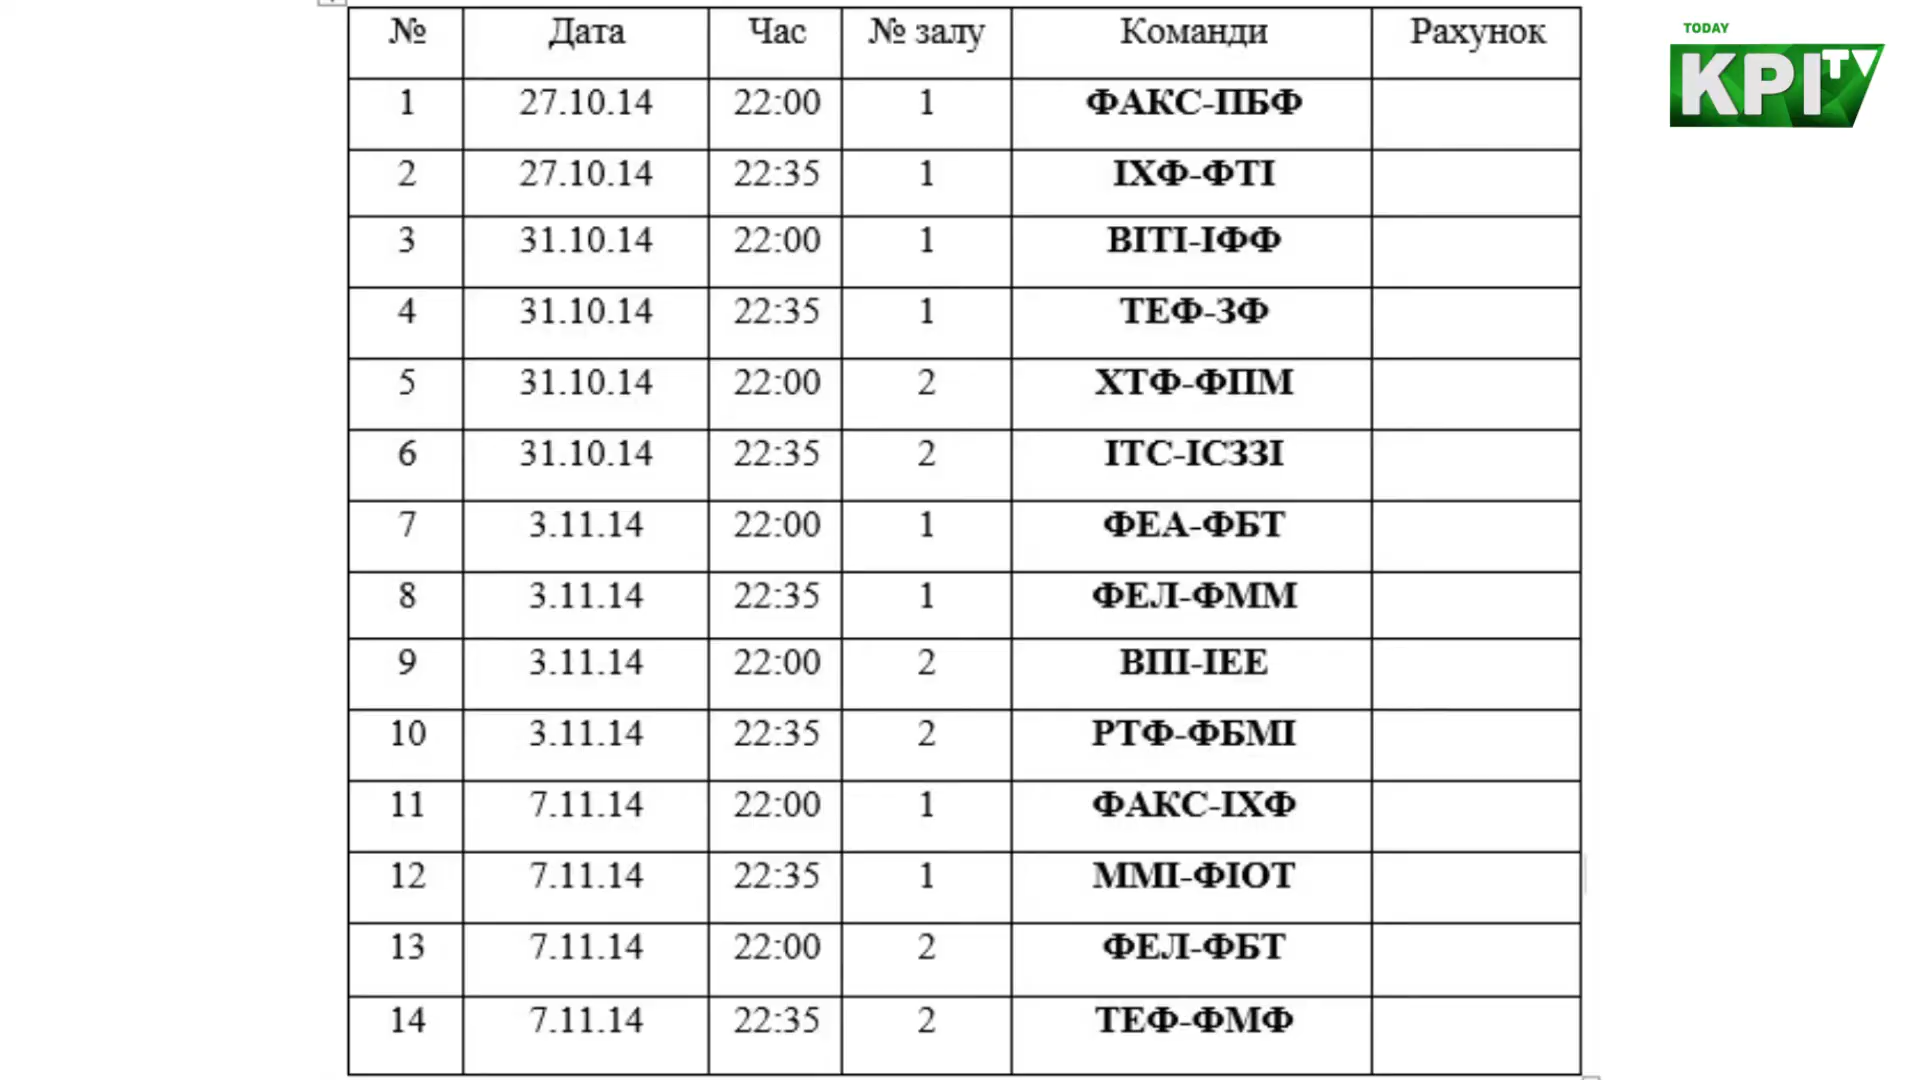 № Дата Час № залу Команди Рахунок
1 27.10.14 22:00 1 ФАКС-ПБФ
2 27.10.14 22:35 1 ІХФ-ФТІ
3 31.10.14 22:00 1 ВІТІ-ІФФ
4 31.10.14 22:35 1 ТЕФ-ЗФ
5 31.10.14 22:00 2 ХТФ-ФПМ
6 31.10.14 22:35 2 ІТС-ІСЗЗІ
7 3.11.14 22:00 1 ФЕА-ФБТ
8 3.11.14 22:35 1 ФЕЛ-ФММ
9 3.11.14 22:00 2 ВПІ-ІЕЕ
10 3.11.14 22:35 2 РТФ-ФБМІ
11 7.11.14 22:00 1 ФАКС-ІХФ
12 7.11.14 22:35 1 ММІ-ФІОТ
13 7.11.14 22:00 2 ФЕЛ-ФБТ
14 7.11.14 22:35 2 ТЕФ-ФМФ
TODAY
KPI TV